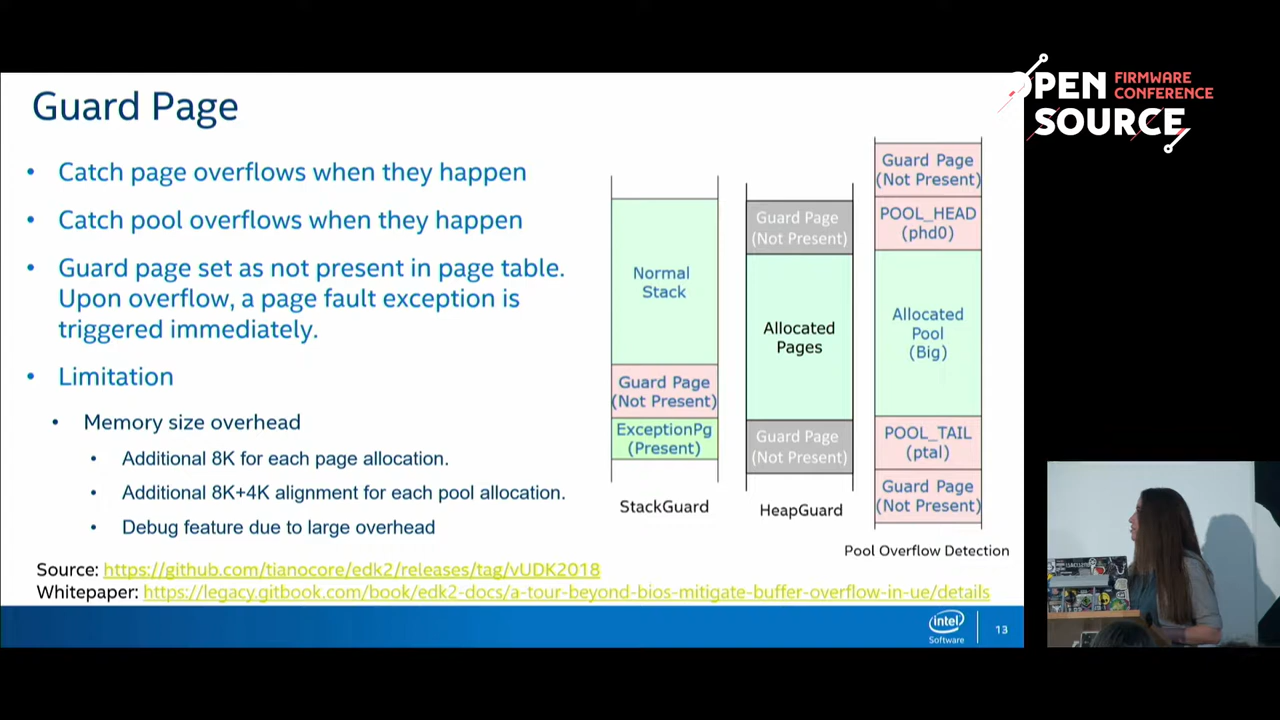 Guard Page
• Catch page overflows when they happen
• Catch pool overflows when they happen
• Guard page set as not present in page table.
Upon overflow, a page fault exception is
triggered immediately.
• Limitation
• Memory size overhead
• Additional 8K for each page allocation.
• Additional 8K+4K alignment for each pool allocation.
• Debug feature due to large overhead
Normal
Stack
Guard Page
(Not Present)
ExceptionPg
(Present)
StackGuard
Guard Page
(Not Present)
Allocated
Pages
Guard Page
(Not Present)
HeapGuard
Guard Page
(Not Present)
POOL_HEAD
(phd0)
Allocated
Pool
(Big)
POOL_TAIL
(ptal)
Guard Page
(Not Present)
Pool Overflow Detection
Source: https://github.com/tianocore/edk2/releases/tag/vUDK2018
Whitepaper: https://legacy.gitbook.com/book/edk2-docs/a-tour-beyond-bios-mitigate-buffer-overflow-in-ue/details
intel
Software
13
OPEN
FIRMWARE
CONFERENCE
SOURCE